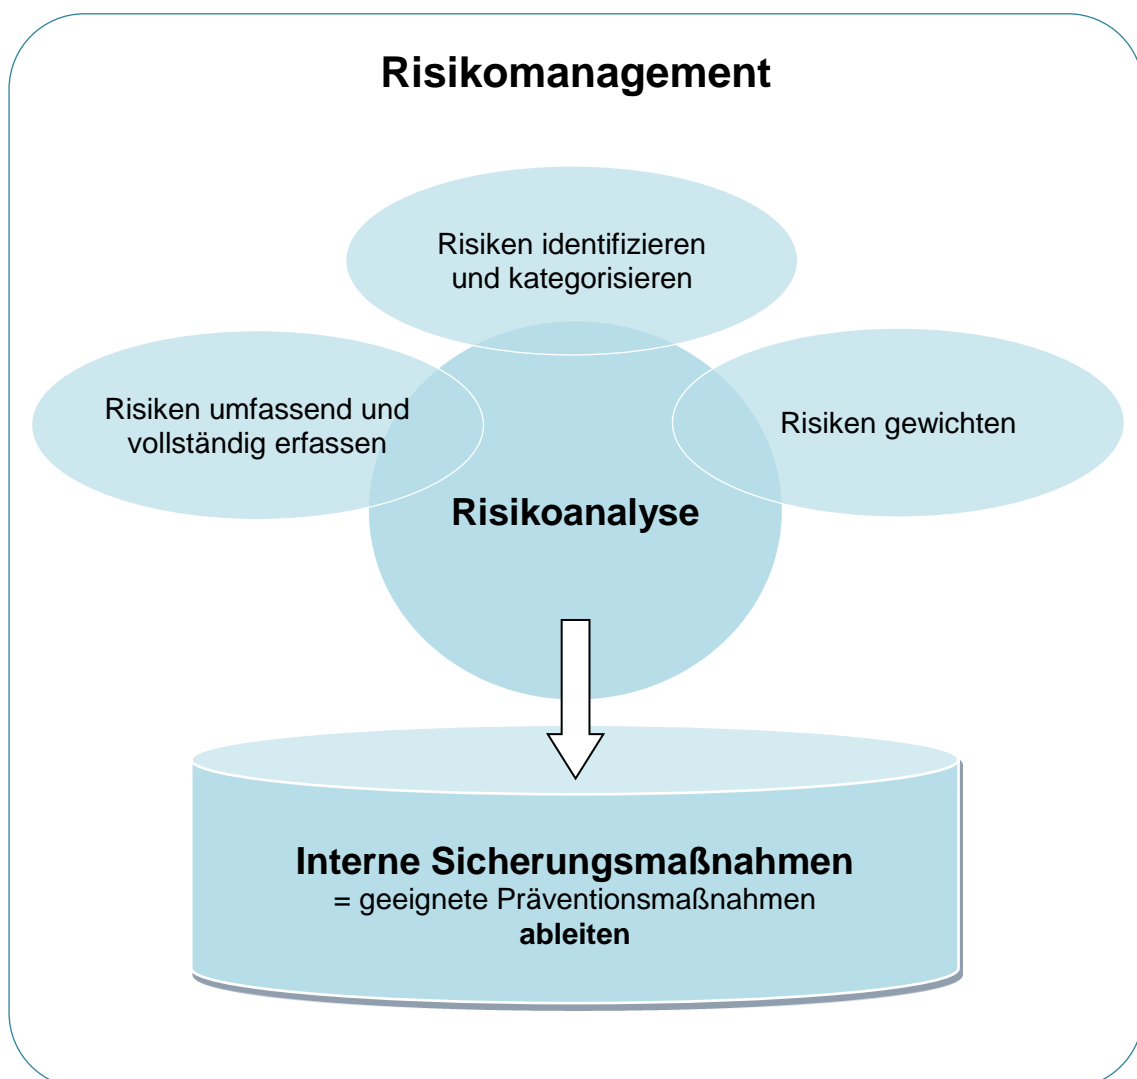 Risikomanagement
Risiken identifizieren
und kategorisieren
Risiken umfassend und
vollständig erfassen
Risiken gewichten
Risikoanalyse
Interne Sicherungsmaßnahmen
= geeignete Präventionsmaßnahmen
ableiten